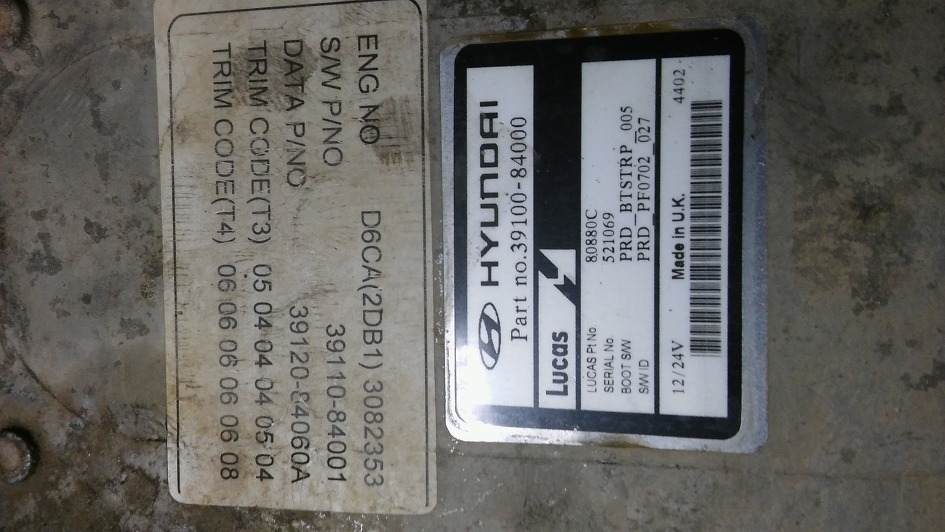 ENG NO D6CA(2DB1) 3082353
S/W P/NO 39110-84001
DATA P/NO 39120-84060A
TRIM CODE(T3) 05 04 04 04 05 04
TRIM CODE(T4) 06 06 06 06 06 08
HYUNDAI
Part no.39100-84000
Lucas
LUCAS Pt No 80880C
SERIAL No. 521069
BOOT S/W PRD_BTSTRP_005
S/W ID PRD_PF0702_027
12/24V Made in U.K. 4402